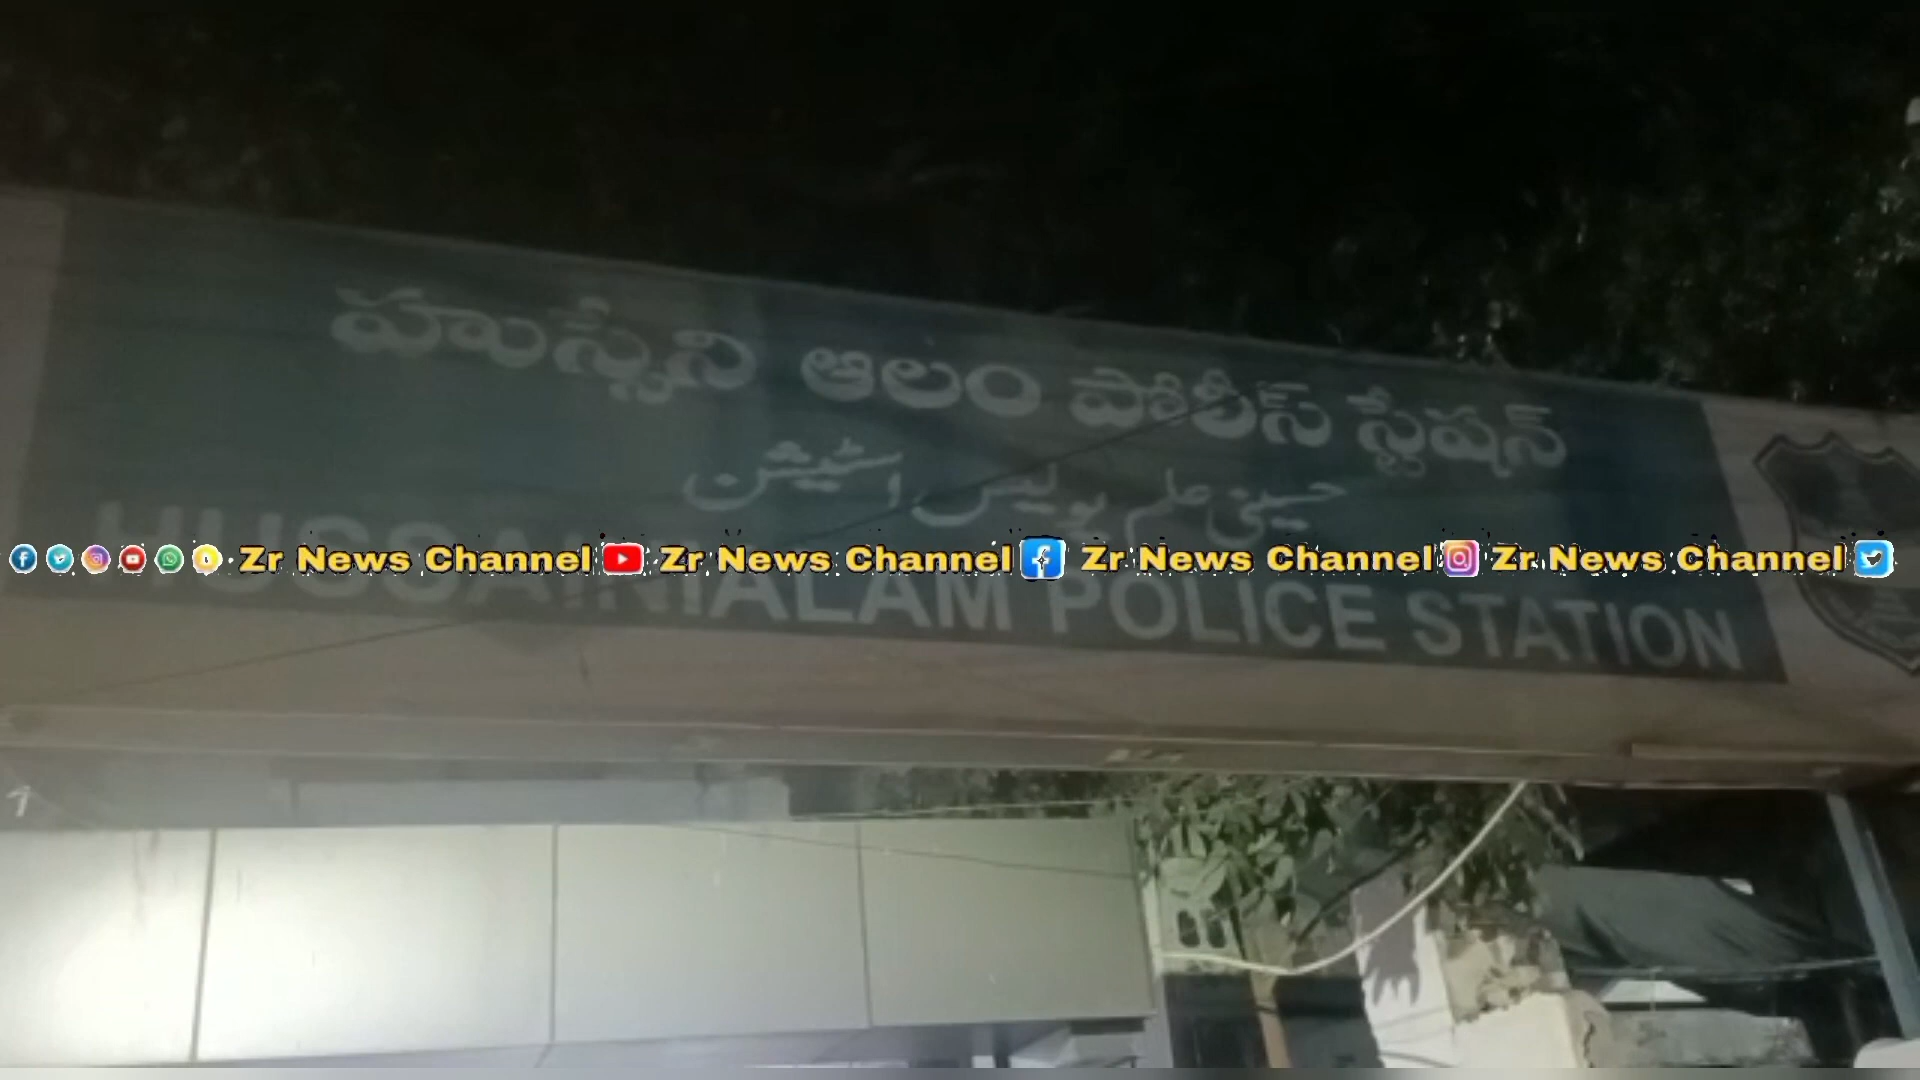 హుస్సేని ఆలం పోలీస్ స్టేషన్
حسینی علم پولیس اسٹیشن
Zr News Channel Zr News Channel Zr News Channel Zr News Channel
HUSSAINIALAM POLICE STATION